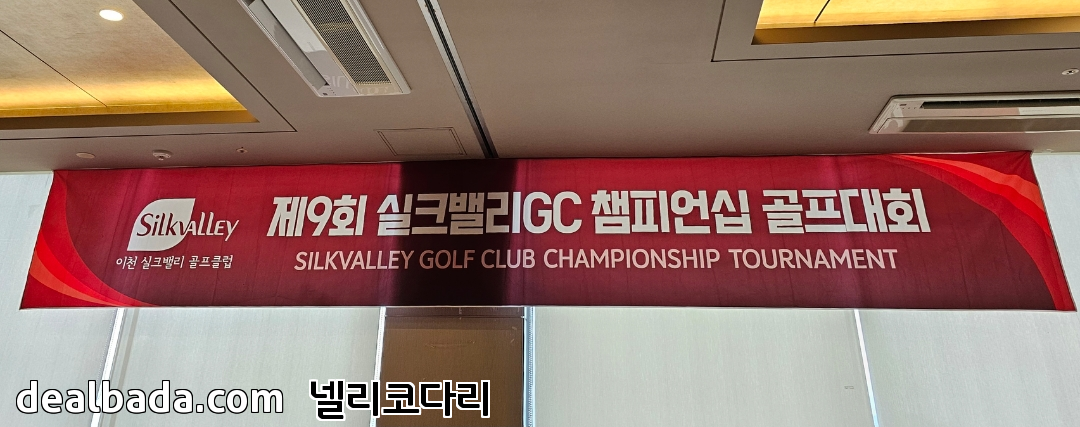 Silkvalley
이천 실크밸리 골프클럽
제9회 실크밸리GC 챔피언십 골프대회
SILKVALLEY GOLF CLUB CHAMPIONSHIP TOURNAMENT
dealbada.com 넬리코다리